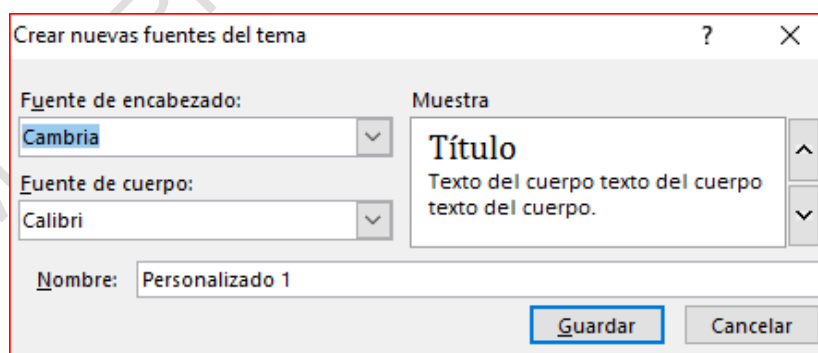 Crear nuevas fuentes del tema ?
Fuente de encabezado:
Cambria
Fuente de cuerpo:
Calibri
Muestra
Título
Texto del cuerpo texto del cuerpo
texto del cuerpo.
Nombre: Personalizado 1
Guardar Cancelar